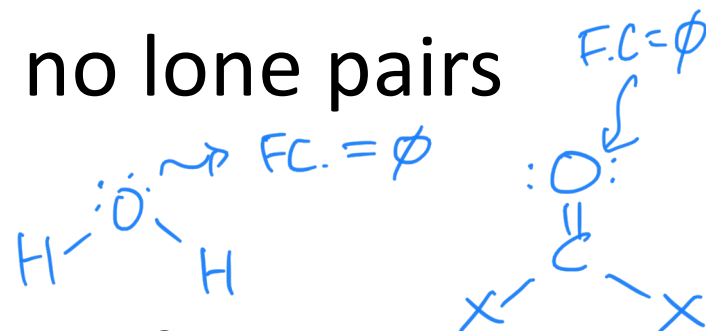 no lone pairs
F.C=∅
FC. = ∅
:O:
:Ö
||
H
H
C
X
X